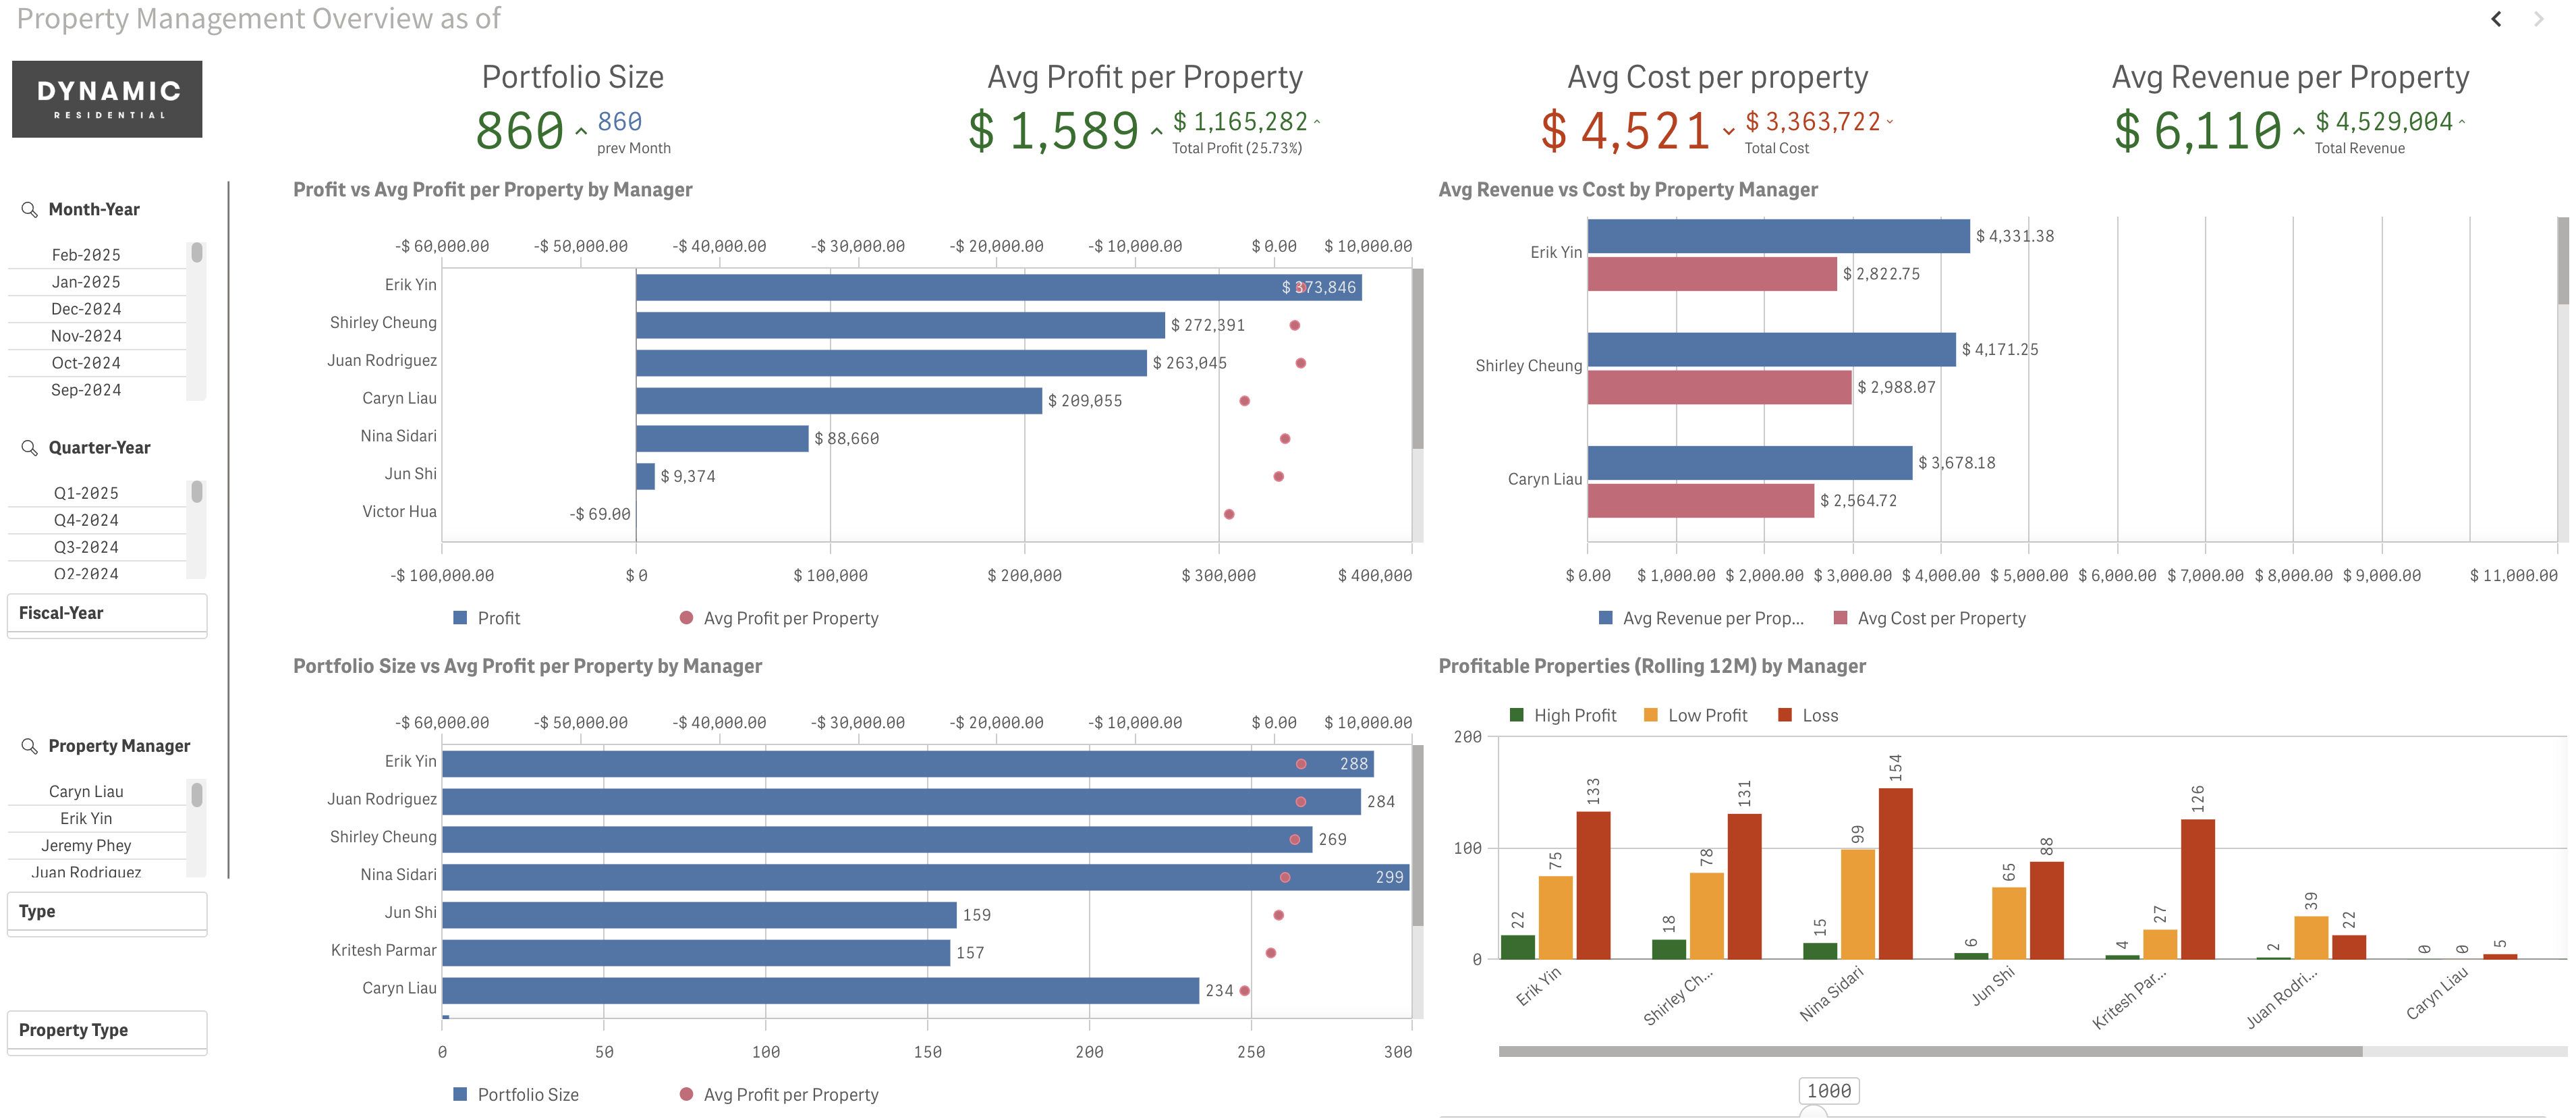 Property Management Overview as of
DYNAMIC
RESIDENTIAL
Portfolio Size
860 860
prev Month
Avg Profit per Property
$ 1,589 $ 1,165,282
Total Profit (25.73%)
Avg Cost per property
$ 4,521 $ 3,363,722
Total Cost
Avg Revenue per Property
$ 6,110 $ 4,529,004
Total Revenue
Month-Year
Feb-2025
Jan-2025
Dec-2024
Nov-2024
Oct-2024
Sep-2024
Quarter-Year
Q1-2025
Q4-2024
Q3-2024
Q2-2024
Fiscal-Year
Property Manager
Caryn Liau
Erik Yin
Jeremy Phey
Juan Rodriguez
Type
Property Type
Profit vs Avg Profit per Property by Manager
-$ 60,000.00 -$ 50,000.00 -$ 40,000.00 -$ 30,000.00 -$ 20,000.00 -$ 10,000.00 $ 0.00 $ 10,000.00
Erik Yin $ 373,846
Shirley Cheung $ 272,391
Juan Rodriguez $ 263,045
Caryn Liau $ 209,055
Nina Sidari $ 88,660
Jun Shi $ 9,374
Victor Hua -$ 69.00
-$ 100,000.00 $ 0 $ 100,000 $ 200,000 $ 300,000 $ 400,000
Profit Avg Profit per Property
Avg Revenue vs Cost by Property Manager
Erik Yin $ 4,331.38
$ 2,822.75
Shirley Cheung $ 4,171.25
$ 2,988.07
Caryn Liau $ 3,678.18
$ 2,564.72
$ 0.00 $ 1,000.00 $ 2,000.00 $ 3,000.00 $ 4,000.00 $ 5,000.00 $ 6,000.00 $ 7,000.00 $ 8,000.00 $ 9,000.00 $ 11,000.00
Avg Revenue per Prop... Avg Cost per Property
Portfolio Size vs Avg Profit per Property by Manager
-$ 60,000.00 -$ 50,000.00 -$ 40,000.00 -$ 30,000.00 -$ 20,000.00 -$ 10,000.00 $ 0.00 $ 10,000.00
Erik Yin 288
Juan Rodriguez 284
Shirley Cheung 269
Nina Sidari 299
Jun Shi 159
Kritesh Parmar 157
Caryn Liau 234
0 50 100 150 200 250 300
Portfolio Size Avg Profit per Property
Profitable Properties (Rolling 12M) by Manager
High Profit Low Profit Loss
200
100
0
22 75 133 18 78 131 15 99 154 6 65 88 4 27 126 2 39 22 0 0 5
Erik Yin Shirley Ch... Nina Sidari Jun Shi Kritesh Par... Juan Rodri... Caryn Liau
1000